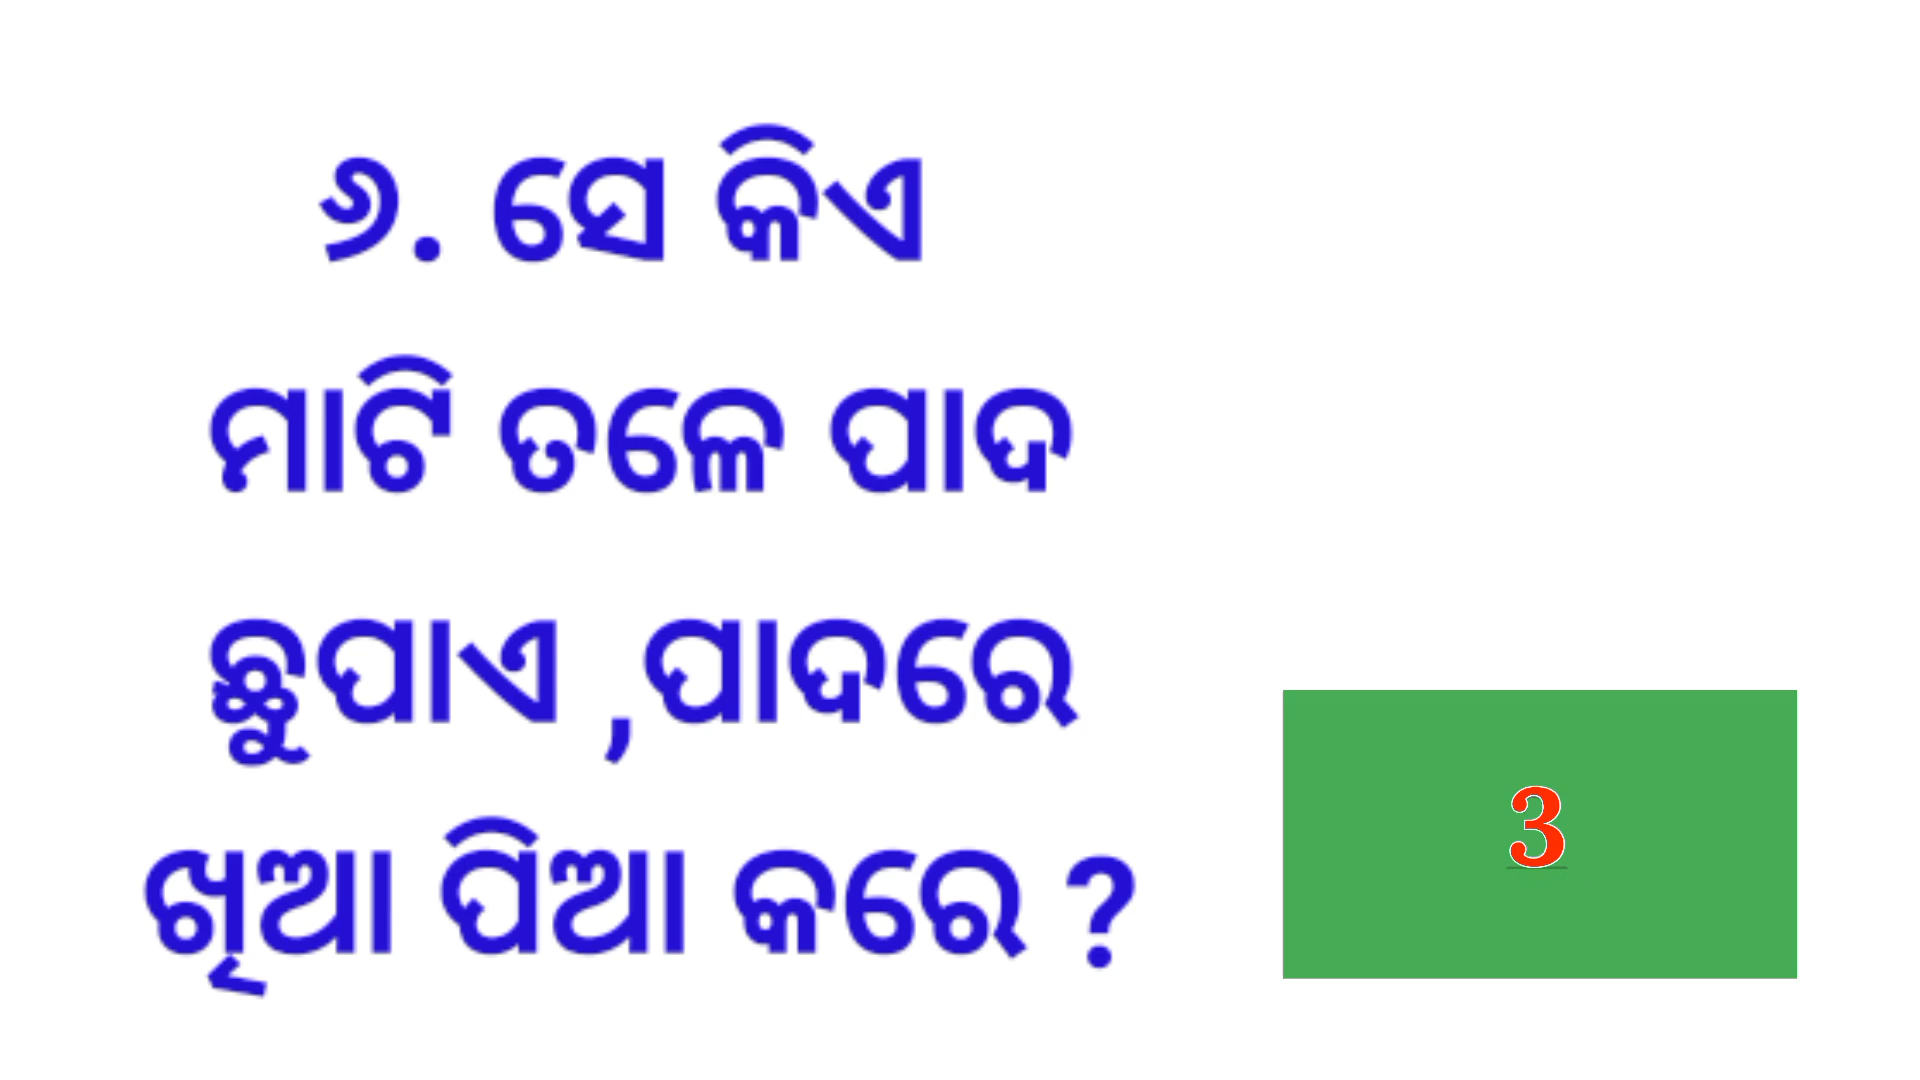 ୬. ସେ କିଏ
ମାଟି ତଳେ ପାଦ
ଛୁପାଏ ,ପାଦରେ
ଖିଆ ପିଆ କରେ ?
3